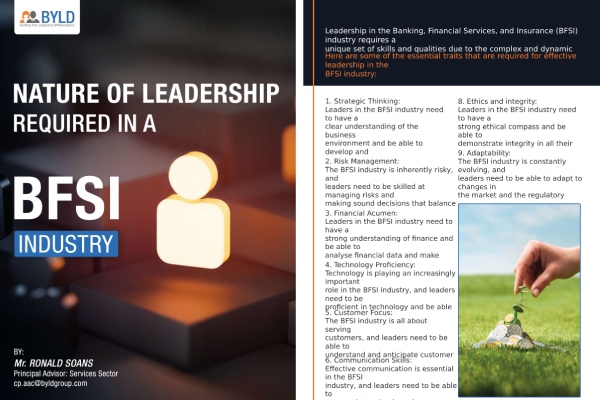 BYLD
NATURE OF LEADERSHIP
REQUIRED IN A
BFSI
INDUSTRY
BY:
Mr. RONALD SOANS
Principal Advisor: Services Sector
cp.aac@byldgroup.com
Leadership in the Banking, Financial Services, and Insurance (BFSI)
industry requires a
unique set of skills and qualities due to the complex and dynamic
Here are some of the essential traits that are required for effective
leadership in the
BFSI industry:
1. Strategic Thinking:
Leaders in the BFSI industry need
to have a
clear understanding of the
business
environment and be able to
develop and
2. Risk Management:
The BFSI industry is inherently risky,
and
leaders need to be skilled at
managing risks and
making sound decisions that balance
3. Financial Acumen:
Leaders in the BFSI industry need to
have a
strong understanding of finance and
be able to
analyse financial data and make
4. Technology Proficiency:
Technology is playing an increasingly
important
role in the BFSI industry, and leaders
need to be
proficient in technology and be able
5. Customer Focus:
The BFSI industry is all about
serving
customers, and leaders need to be
able to
understand and anticipate customer
6. Communication Skills:
Effective communication is essential
in the BFSI
industry, and leaders need to be able
to
8. Ethics and integrity:
Leaders in the BFSI industry need
to have a
strong ethical compass and be
able to
demonstrate integrity in all their
9. Adaptability:
The BFSI industry is constantly
evolving, and
leaders need to be able to adapt to
changes in
the market and the regulatory